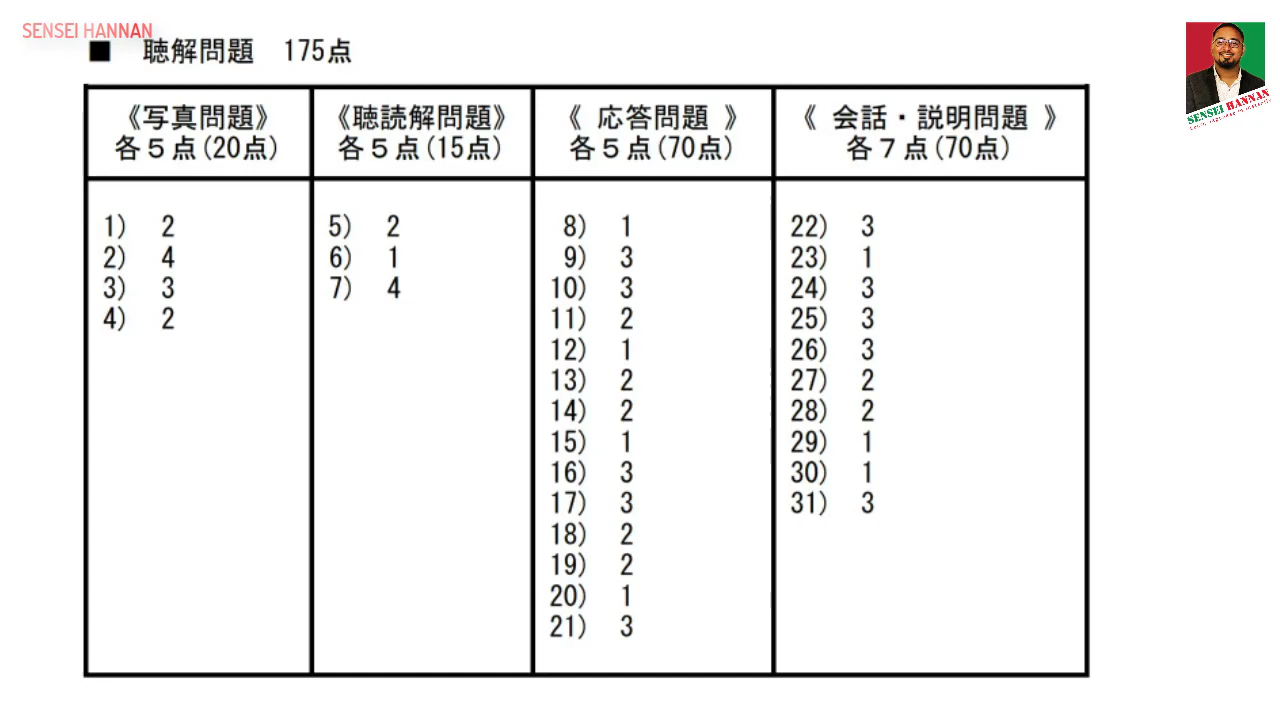 SENSEI HANNAN
■ 聴解問題 175点
《写真問題》
各５点(20点)
1) 2
2) 4
3) 3
4) 2
《聴読解問題》
各５点(15点)
5) 2
6) 1
7) 4
《 応答問題 》
各５点(70点)
8) 1
9) 3
10) 3
11) 2
12) 1
13) 2
14) 2
15) 1
16) 3
17) 3
18) 2
19) 2
20) 1
21) 3
《 会話・説明問題 》
各７点(70点)
22) 3
23) 1
24) 3
25) 3
26) 3
27) 2
28) 2
29) 1
30) 1
31) 3
SENSEI HANNAN